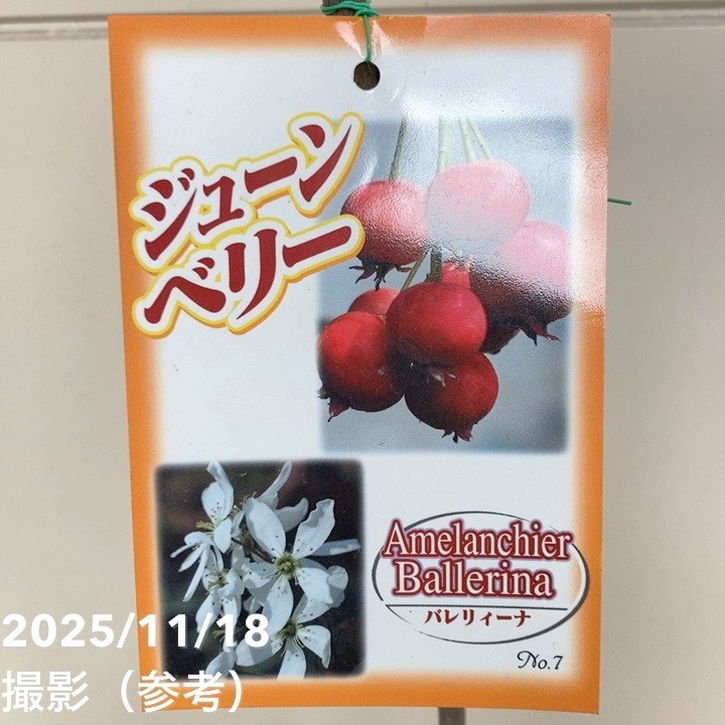 ジューン
ベリー
Amelanchier
Ballerina
バレリィーナ
No.7
2025/11/18
撮影（参考）